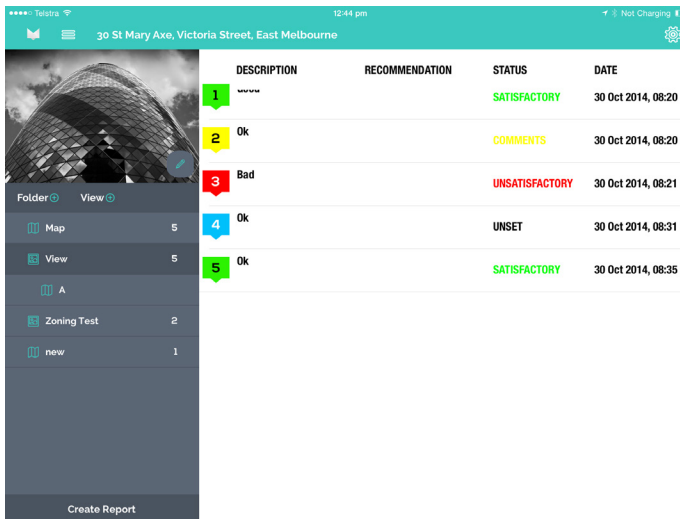 Telstra 12:44 pm Not Charging
30 St Mary Axe, Victoria Street, East Melbourne
DESCRIPTION RECOMMENDATION STATUS DATE
1 SATISFACTORY 30 Oct 2014, 08:20
2 Ok COMMENTS 30 Oct 2014, 08:20
3 Bad UNSATISFACTORY 30 Oct 2014, 08:21
4 Ok UNSET 30 Oct 2014, 08:31
5 Ok SATISFACTORY 30 Oct 2014, 08:35
Folder View
Map 5
View 5
A
Zoning Test 2
new 1
Create Report